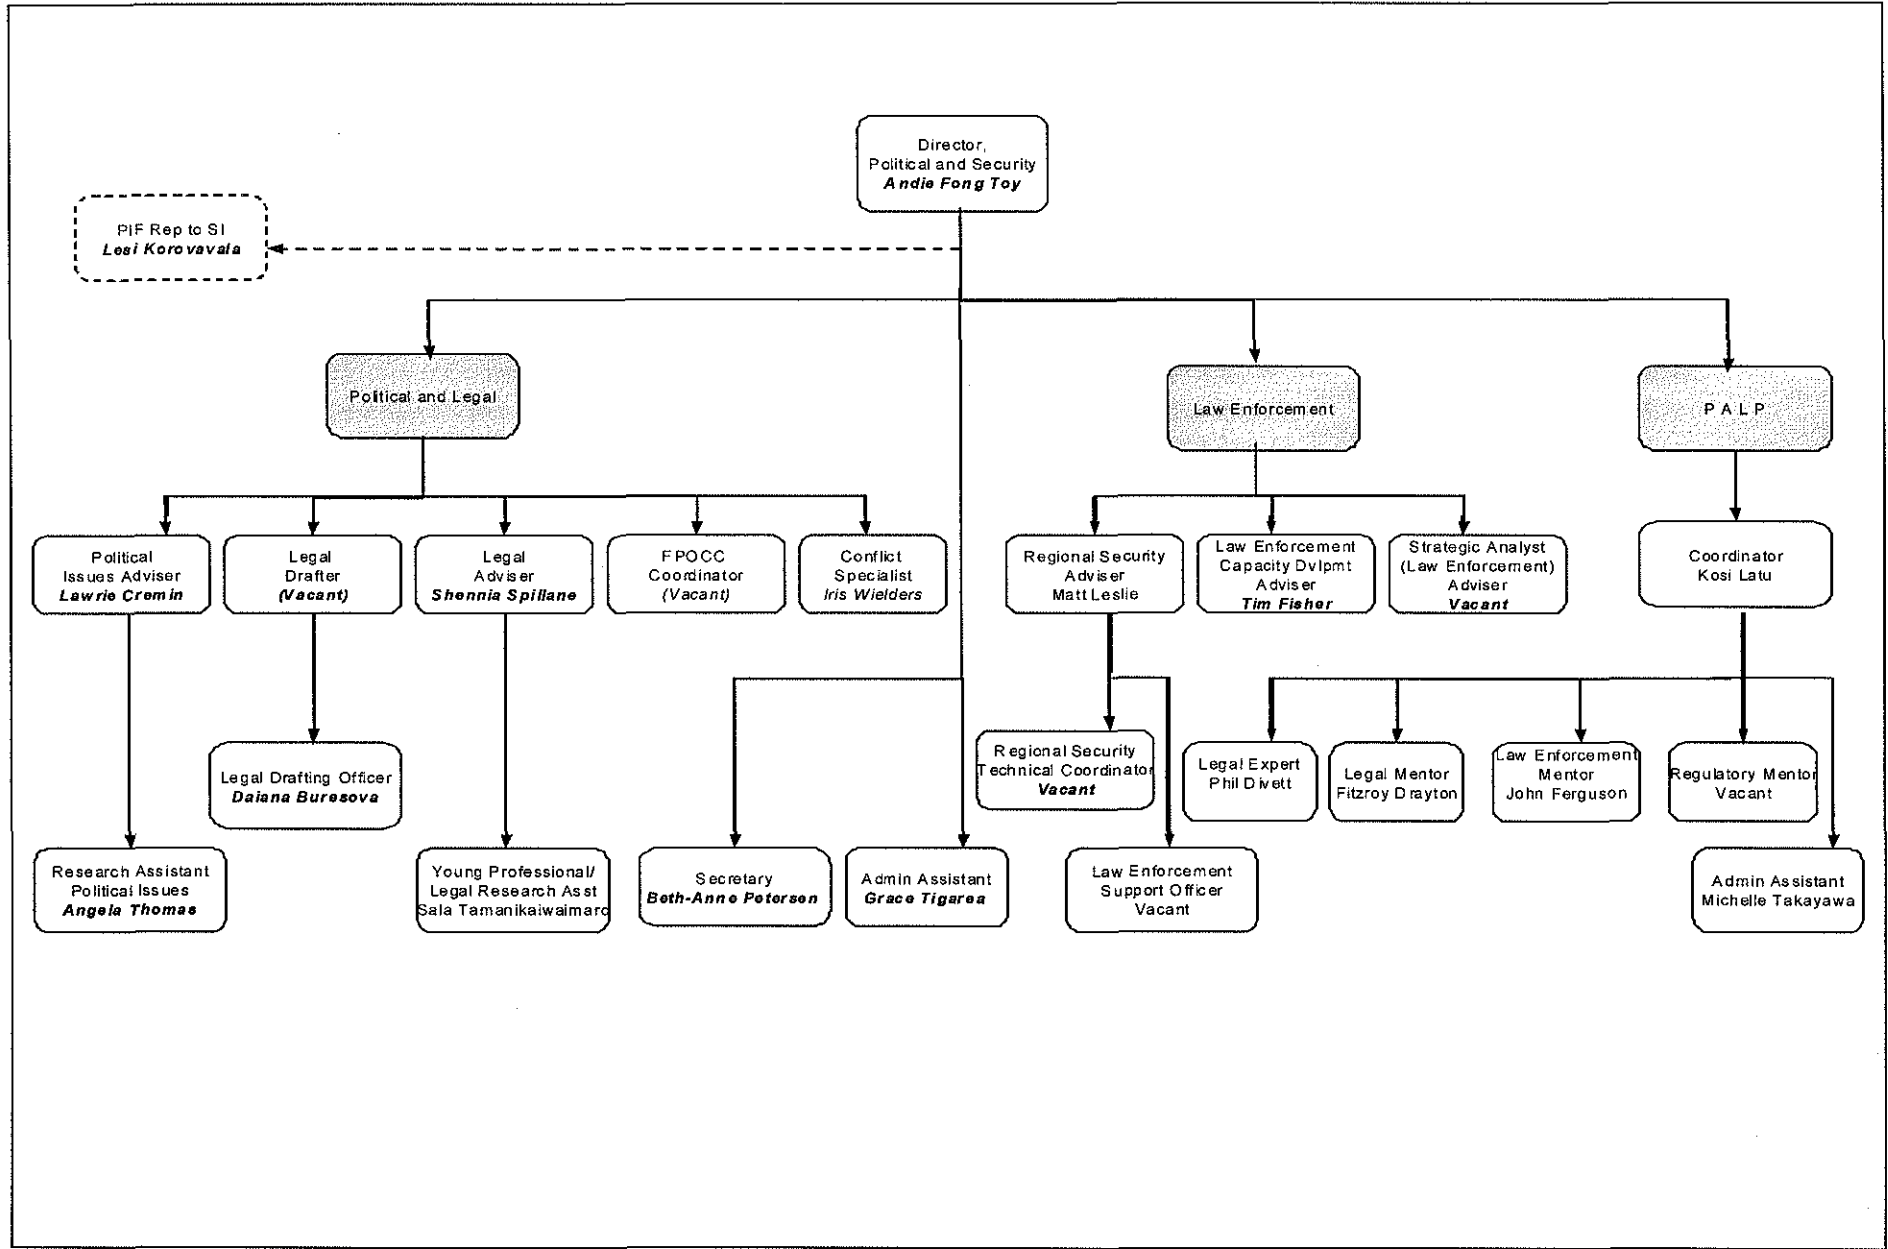 Director,
Political and Security
Andie Fong Toy
PIF Rep to SI
Lesi Korovavala
Political and Legal
Law Enforcement
P A L P
Political
Issues Adviser
Lawrie Cremin
Legal
Drafter
(Vacant)
Legal
Adviser
Shennia Spillane
FPOCC
Coordinator
(Vacant)
Conflict
Specialist
Iris Wielders
Regional Security
Adviser
Matt Leslie
Law Enforcement
Capacity Dvlpmt
Adviser
Tim Fisher
Strategic Analyst
(Law Enforcement)
Adviser
Vacant
Coordinator
Kosi Latu
Legal Drafting Officer
Daiana Buresova
Regional Security
Technical Coordinator
Vacant
Legal Expert
Phil Divett
Legal Mentor
Fitzroy Drayton
Law Enforcement
Mentor
John Ferguson
Regulatory Mentor
Vacant
Research Assistant
Political Issues
Angela Thomas
Young Professional/
Legal Research Asst
Sala Tamanikaiwaimaro
Secretary
Beth-Anne Peterson
Admin Assistant
Grace Tigarea
Law Enforcement
Support Officer
Vacant
Admin Assistant
Michelle Takayawa